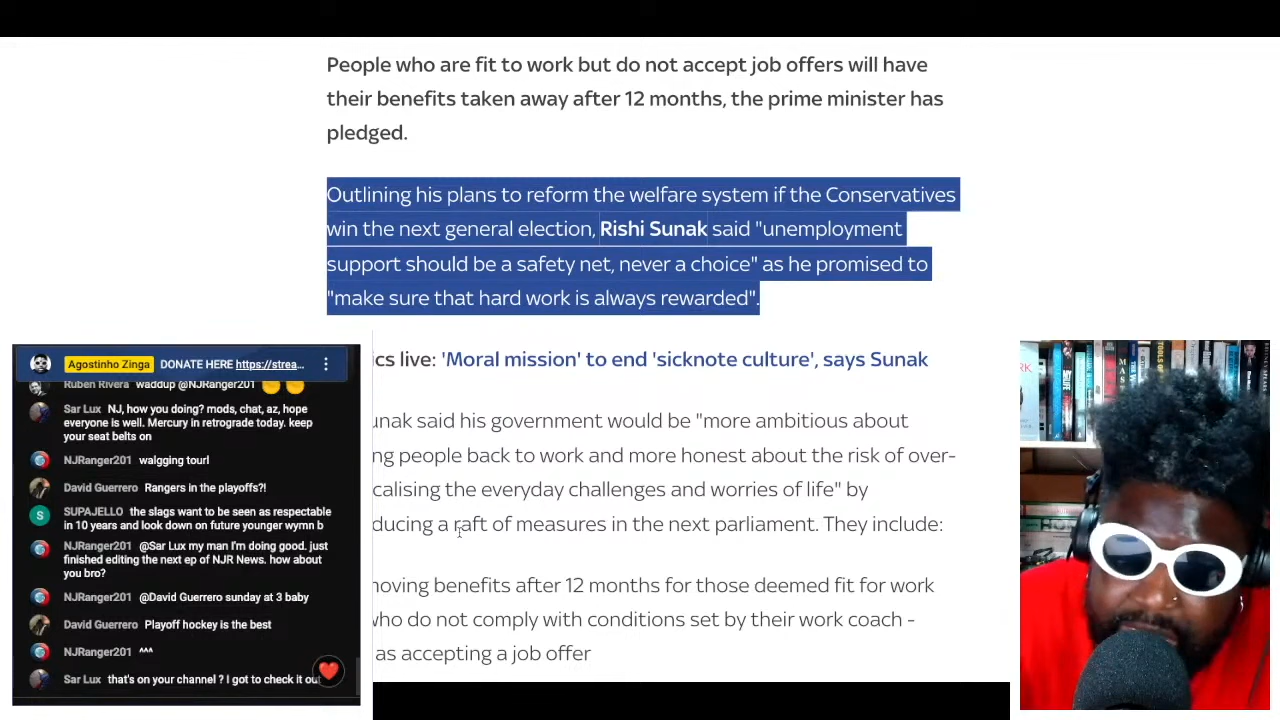 People who are fit to work but do not accept job offers will have
their benefits taken away after 12 months, the prime minister has
pledged.
Outlining his plans to reform the welfare system if the Conservatives
win the next general election, Rishi Sunak said "unemployment
support should be a safety net, never a choice" as he promised to
"make sure that hard work is always rewarded".
ics live: 'Moral mission' to end 'sicknote culture', says Sunak
unak said his government would be "more ambitious about
ng people back to work and more honest about the risk of over-
calising the everyday challenges and worries of life" by
ducing a raft of measures in the next parliament. They include:
noving benefits after 12 months for those deemed fit for work
who do not comply with conditions set by their work coach -
as accepting a job offer
Agostinho Zinga DONATE HERE https://strea...
Ruben Rivera waddup @NJRanger201
Sar Lux NJ, how you doing? mods, chat, az, hope
everyone is well. Mercury in retrograde today. keep
your seat belts on
NJRanger201 walgging tourl
David Guerrero Rangers in the playoffs?!
S SUPAJELLO the slags want to be seen as respectable
in 10 years and look down on future younger wymn b
NJRanger201 @Sar Lux my man I'm doing good. just
finished editing the next ep of NJR News. how about
you bro?
NJRanger201 @David Guerrero sunday at 3 baby
David Guerrero Playoff hockey is the best
NJRanger201 ^^^
Sar Lux that's on your channel ? I got to check it out